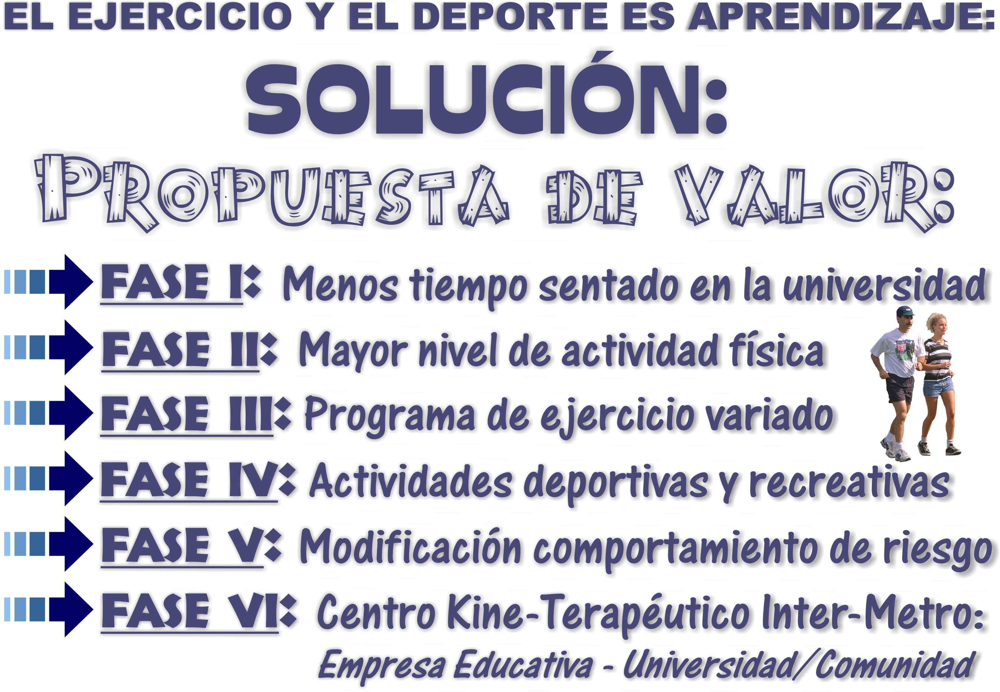 EL EJERCICIO Y EL DEPORTE ES APRENDIZAJE:
SOLUCIÓN:
PROPUESTA DE VALOR:
FASE I: Menos tiempo sentado en la universidad
FASE II: Mayor nivel de actividad física
FASE III: Programa de ejercicio variado
FASE IV: Actividades deportivas y recreativas
FASE V: Modificación comportamiento de riesgo
FASE VI: Centro Kine-Terapéutico Inter-Metro:
Empresa Educativa - Universidad/Comunidad